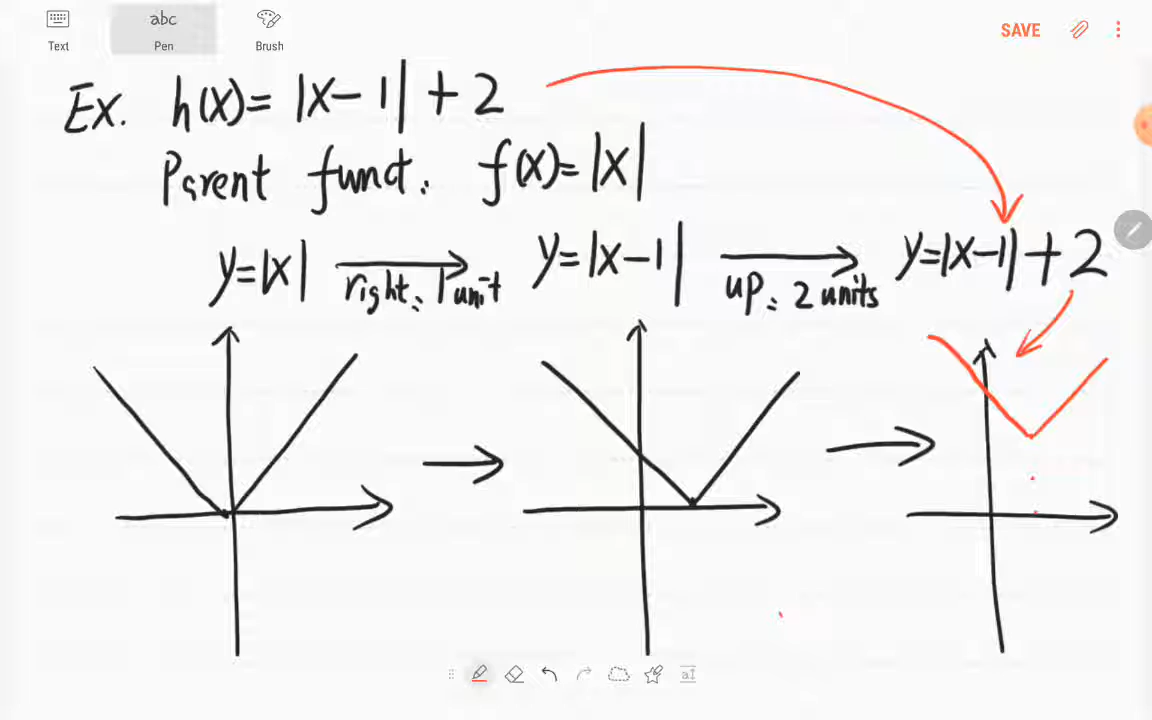 Text
abc
Pen
Brush
SAVE
Ex. h(x)= |x-1| + 2
Parent funct. f(x)=|x|
y=|x| right: 1 unit y=|x-1| up: 2 units y=|x-1|+2